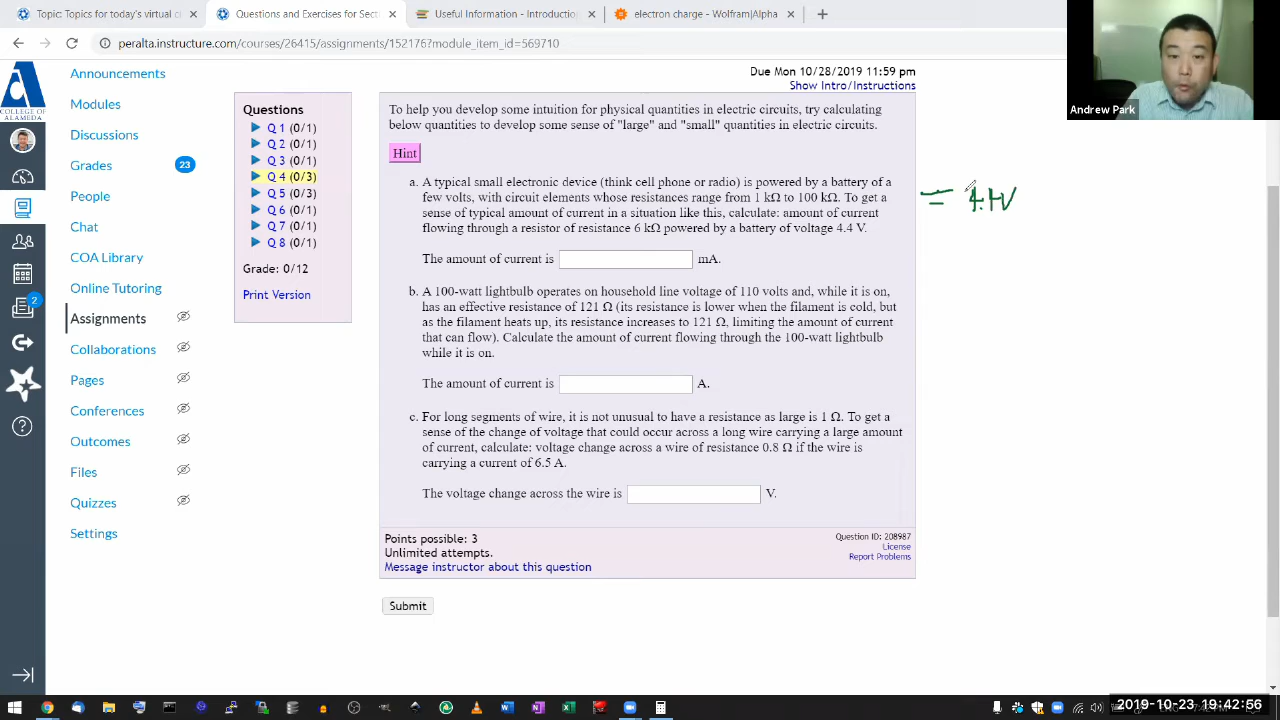 Today's topic for this virtual c
Questions and Exercises for Sect
Useful Information - Introductio
electron charge - Wolfram|Alpha
peralta.instructure.com/courses/26415/assignments/152176?module_item_id=569710
Andrew Park
COLLEGE OF
ALAMEDA
Announcements
Modules
Discussions
Grades
23
People
Chat
COA Library
Online Tutoring
2
Assignments
Collaborations
Pages
Conferences
Outcomes
Files
Quizzes
Settings
Due Mon 10/28/2019 11:59 pm
Show Intro/Instructions
Questions
Q 1 (0/1)
Q 2 (0/1)
Q 3 (0/1)
Q 4 (0/3)
Q 5 (0/3)
Q 6 (0/1)
Q 7 (0/1)
Q 8 (0/1)
Grade: 0/12
Print Version
To help you develop some intuition for physical quantities in electric circuits, try calculating
below quantities to develop some sense of "large" and "small" quantities in electric circuits.
Hint
a. A typical small electronic device (think cell phone or radio) is powered by a battery of a
few volts, with circuit elements whose resistances range from 1 kΩ to 100 kΩ. To get a
sense of typical amount of current in a situation like this, calculate: amount of current
flowing through a resistor of resistance 6 kΩ powered by a battery of voltage 4.4 V.
The amount of current is mA.
b. A 100-watt lightbulb operates on household line voltage of 110 volts and, while it is on,
has an effective resistance of 121 Ω (its resistance is lower when the filament is cold, but
as the filament heats up, its resistance increases to 121 Ω, limiting the amount of current
that can flow). Calculate the amount of current flowing through the 100-watt lightbulb
while it is on.
The amount of current is A.
c. For long segments of wire, it is not unusual to have a resistance as large is 1 Ω. To get a
sense of the change of voltage that could occur across a long wire carrying a large amount
of current, calculate: voltage change across a wire of resistance 0.8 Ω if the wire is
carrying a current of 6.5 A.
The voltage change across the wire is V.
Points possible: 3
Unlimited attempts.
Message instructor about this question
Question ID: 208987
License
Report Problems
Submit
= 4.4V
2019-10-23 19:42:56